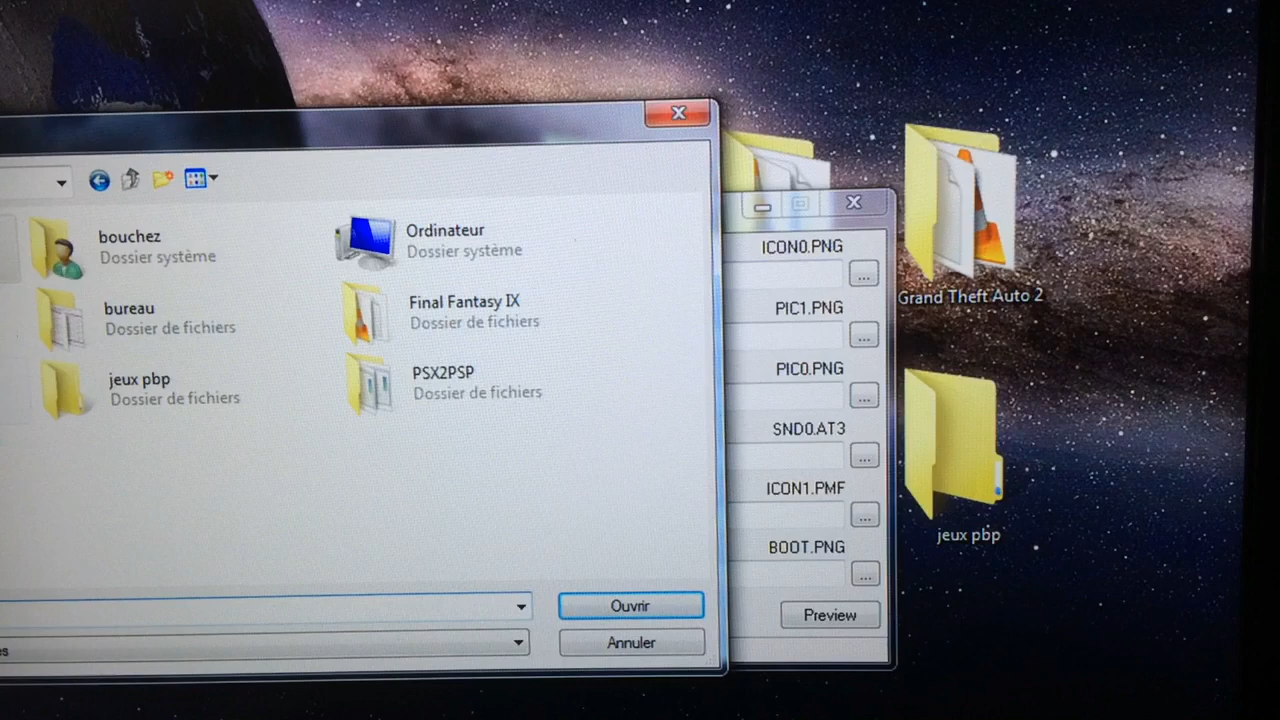 bouchez
Dossier système
Ordinateur
Dossier système
bureau
Dossier de fichiers
Final Fantasy IX
Dossier de fichiers
jeux pbp
Dossier de fichiers
PSX2PSP
Dossier de fichiers
es
Ouvrir
Annuler
ICON0.PNG
...
PIC1.PNG
...
PIC0.PNG
...
SND0.AT3
...
ICON1.PMF
...
BOOT.PNG
...
Preview
Grand Theft Auto 2
jeux pbp